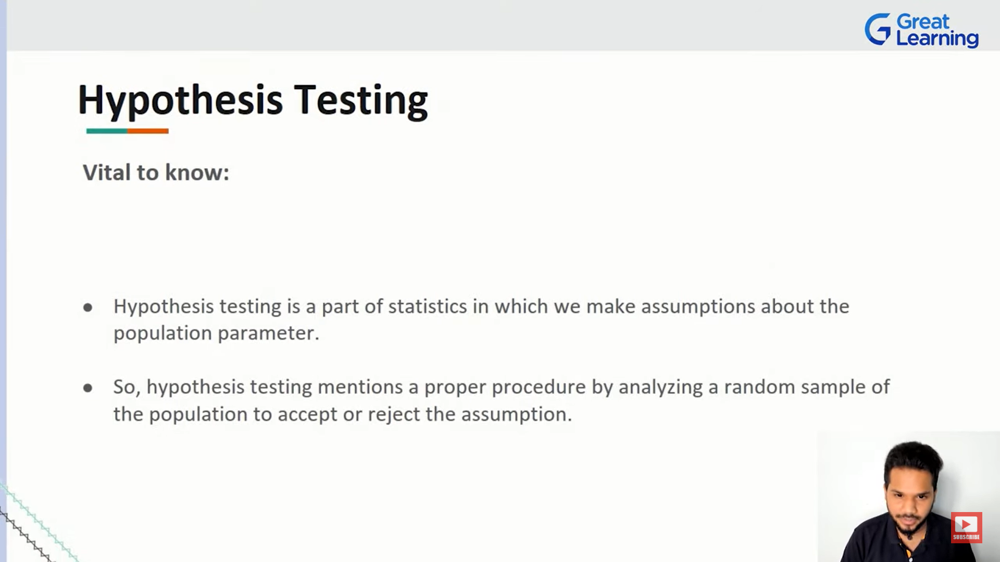 Great
Learning
Hypothesis Testing
Vital to know:
● Hypothesis testing is a part of statistics in which we make assumptions about the
population parameter.
● So, hypothesis testing mentions a proper procedure by analyzing a random sample of
the population to accept or reject the assumption.
SUBSCRIBE